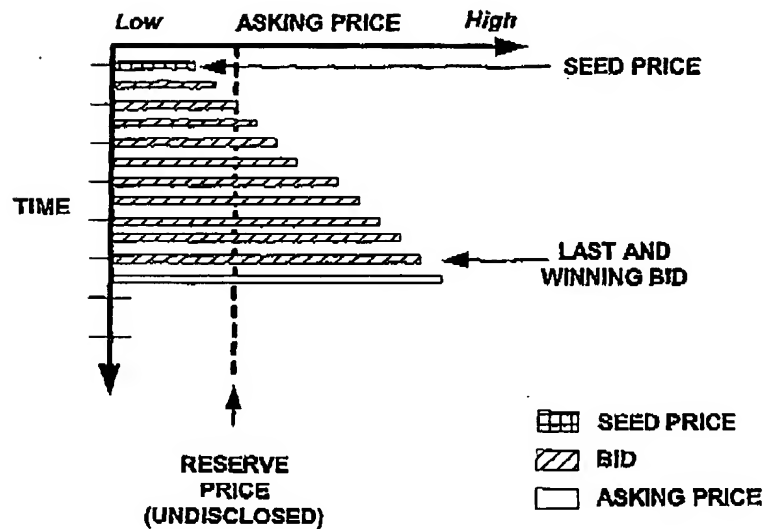 Low ASKING PRICE High
SEED PRICE
TIME
LAST AND
WINNING BID
RESERVE
PRICE
(UNDISCLOSED)
SEED PRICE
BID
ASKING PRICE